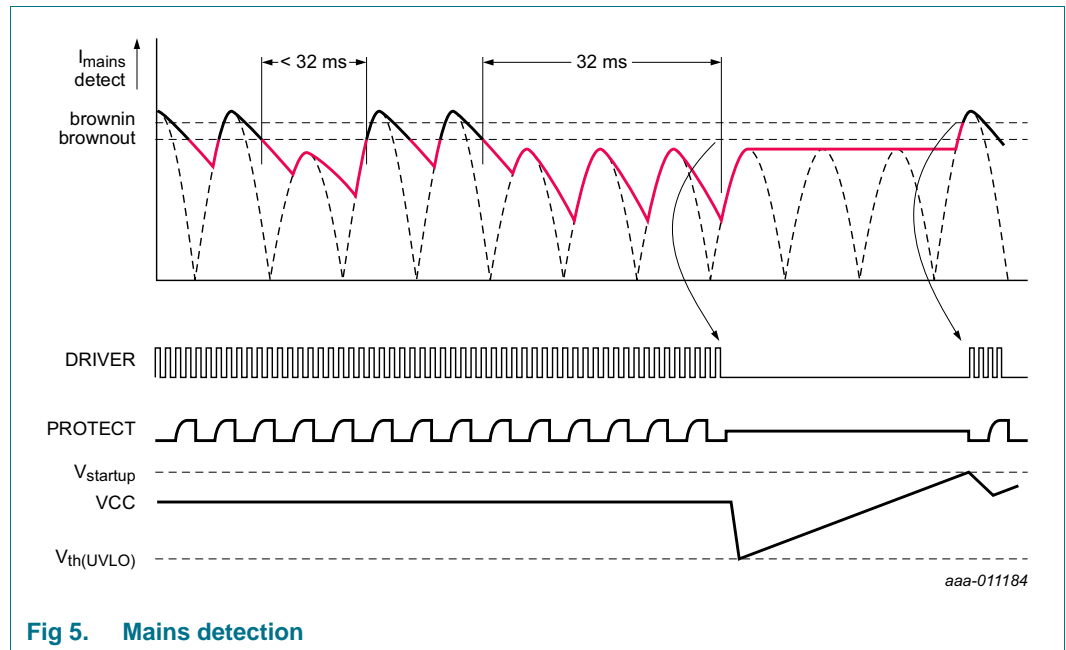 Imains
detect
< 32 ms
32 ms
brownin
brownout
DRIVER
PROTECT
Vstartup
VCC
Vth(UVLO)
aaa-011184
Fig 5. Mains detection